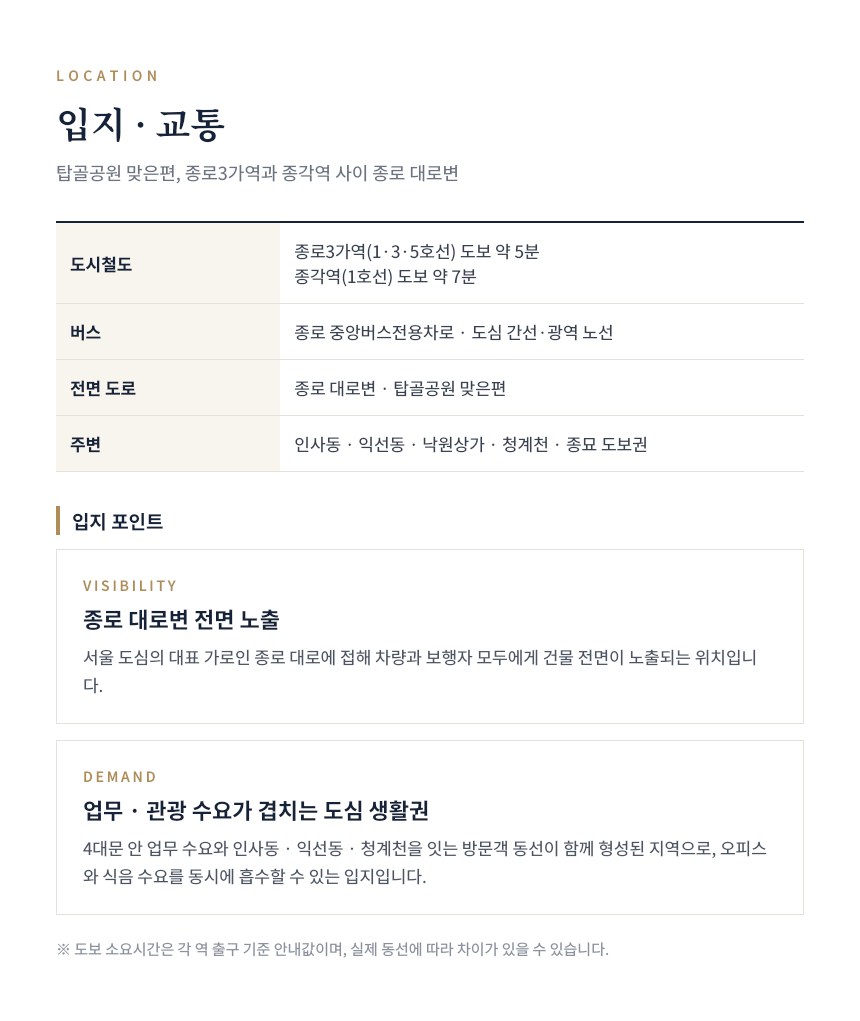 LOCATION
입지 · 교통
탑골공원 맞은편, 종로3가역과 종각역 사이 종로 대로변
도시철도
종로3가역(1·3·5호선) 도보 약 5분
종각역(1호선) 도보 약 7분
버스
종로 중앙버스전용차로 · 도심 간선·광역 노선
전면 도로
종로 대로변 · 탑골공원 맞은편
주변
인사동 · 익선동 · 낙원상가 · 청계천 · 종묘 도보권
입지 포인트
VISIBILITY
종로 대로변 전면 노출
서울 도심의 대표 가로인 종로 대로에 접해 차량과 보행자 모두에게 건물 전면이 노출되는 위치입니
다.
DEMAND
업무 · 관광 수요가 겹치는 도심 생활권
4대문 안 업무 수요와 인사동 · 익선동 · 청계천을 잇는 방문객 동선이 함께 형성된 지역으로, 오피스
와 식음 수요를 동시에 흡수할 수 있는 입지입니다.
※ 도보 소요시간은 각 역 출구 기준 안내값이며, 실제 동선에 따라 차이가 있을 수 있습니다.